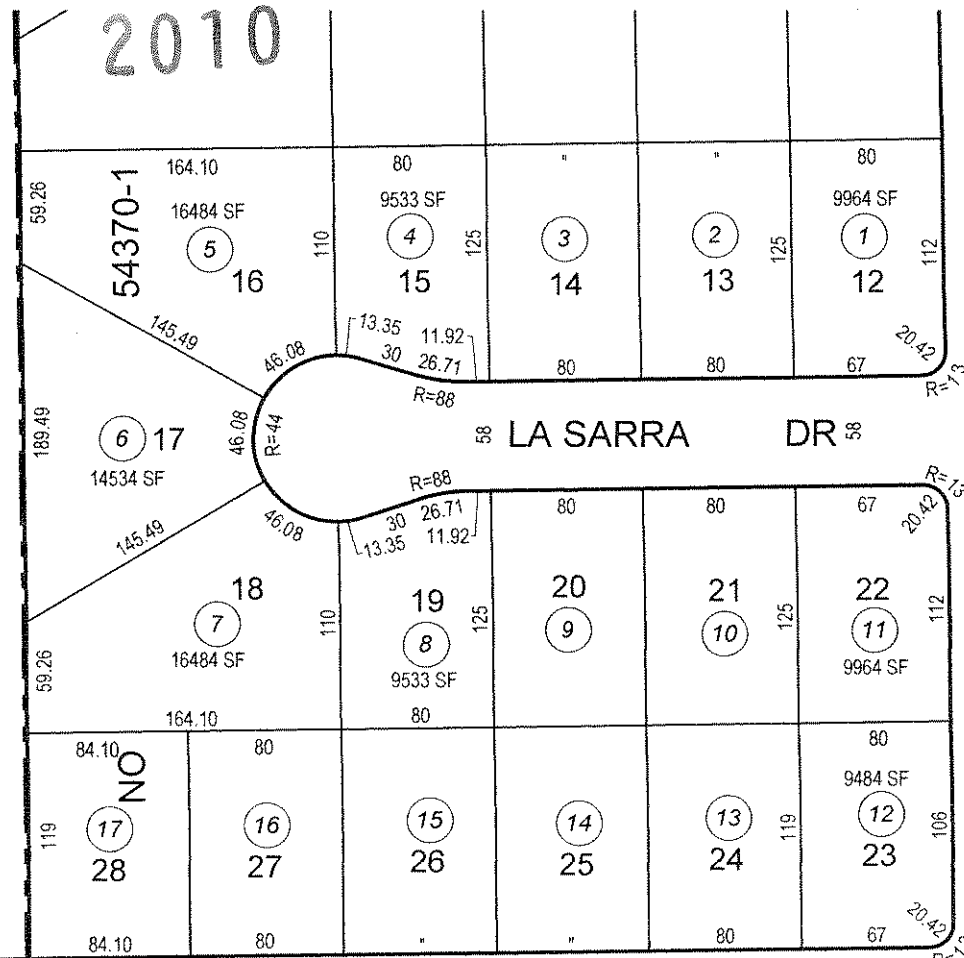 2010
164.10 80 " " 80
59.26
54370-1
16484 SF 9533 SF 9964 SF
5 4 3 2 1
110 125 125 112
16 15 14 13 12
145.49 46.08 13.35 11.92 20.42
30 26.71 80 80 67
R=88 R=13
189.49 6 17 46.08 R=44 58 LA SARRA DR 58
14534 SF
R=88 R=13
145.49 46.08 30 26.71 80 80 67 20.42
13.35 11.92
18 19 20 21 22
59.26 7 110 8 125 9 10 125 11 112
16484 SF 9533 SF 9964 SF
164.10 80
84.10 80 80
NO
9484 SF
119 17 16 15 14 13 119 12 106
28 27 26 25 24 23
20.42
84.10 80 " " 80 67